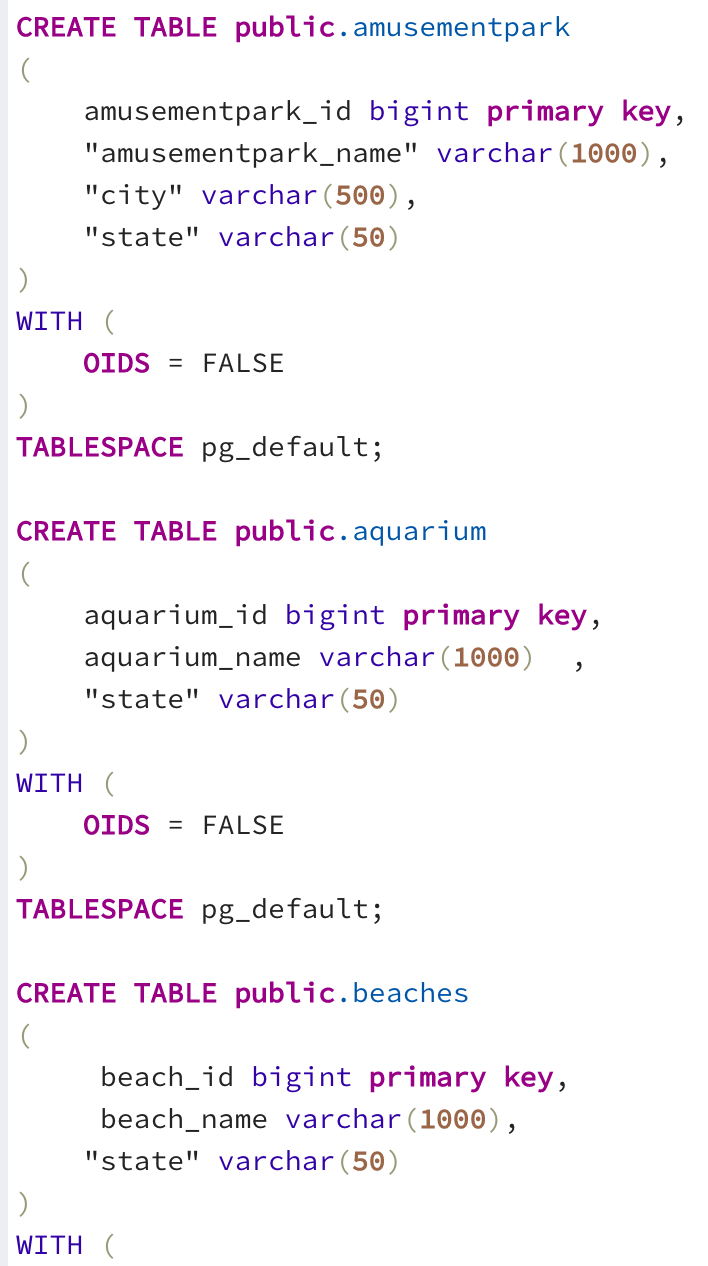 CREATE TABLE public.amusementpark
(
    amusementpark_id bigint primary key,
    "amusementpark_name" varchar(1000),
    "city" varchar(500),
    "state" varchar(50)
)
WITH (
    OIDS = FALSE
)
TABLESPACE pg_default;

CREATE TABLE public.aquarium
(
    aquarium_id bigint primary key,
    aquarium_name varchar(1000)  ,
    "state" varchar(50)
)
WITH (
    OIDS = FALSE
)
TABLESPACE pg_default;

CREATE TABLE public.beaches
(
     beach_id bigint primary key,
     beach_name varchar(1000),
    "state" varchar(50)
)
WITH (